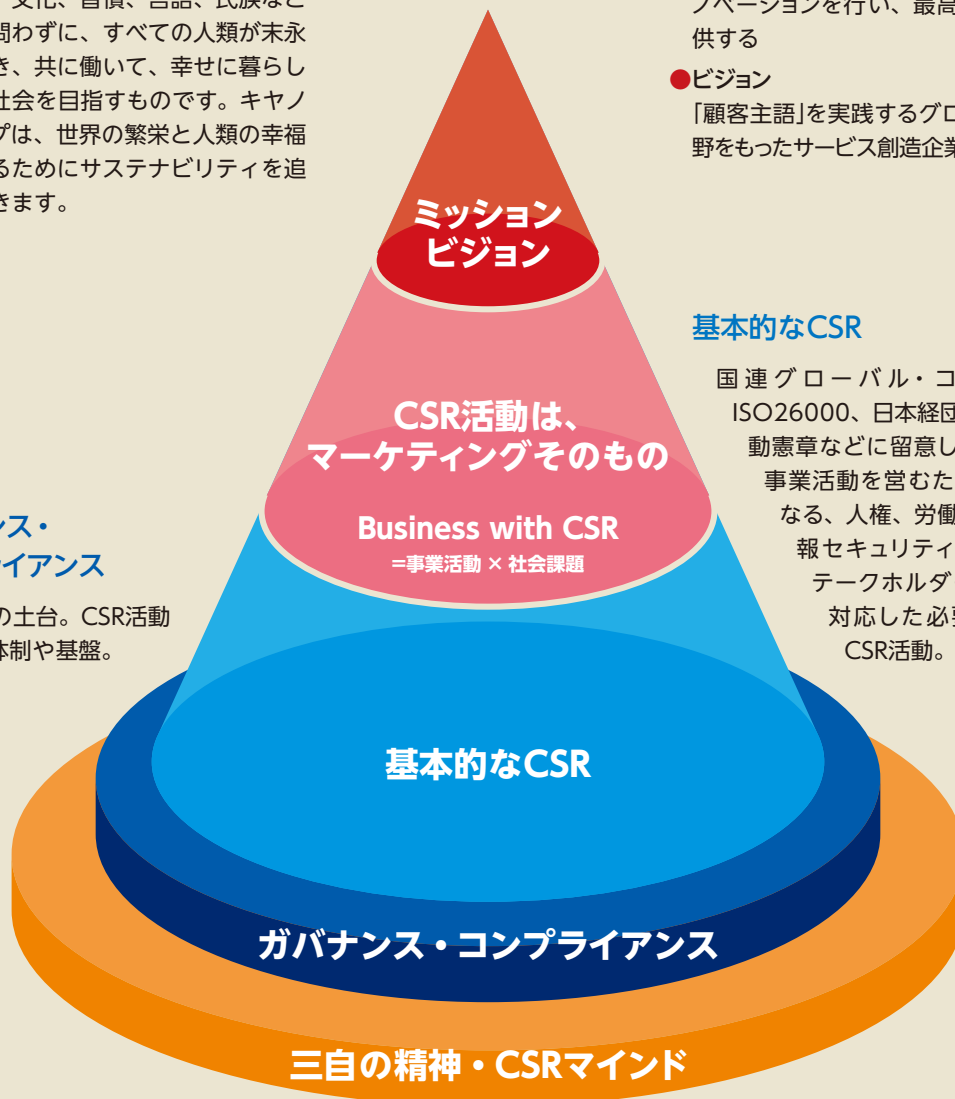 文化、習慣、言語、民族など
問わずに、すべての人類が末永
き、共に働いて、幸せに暮らし
社会を目指すものです。キヤノ
プは、世界の繁栄と人類の幸福
るためにサステナビリティを追
きます。
ノベーションを行い、最高
供する
●ビジョン
「顧客主語」を実践するグロ
野をもったサービス創造企業
ミッション
ビジョン
基本的なCSR
国連グローバル・コ
ISO26000、日本経団
動憲章などに留意し
事業活動を営むた
なる、人権、労働
報セキュリティ
テークホルダ
対応した必要
CSR活動。
CSR活動は、
マーケティングそのもの
Business with CSR
=事業活動 × 社会課題
ンス・
ライアンス
の土台。CSR活動
体制や基盤。
基本的なCSR
ガバナンス・コンプライアンス
三自の精神・CSRマインド